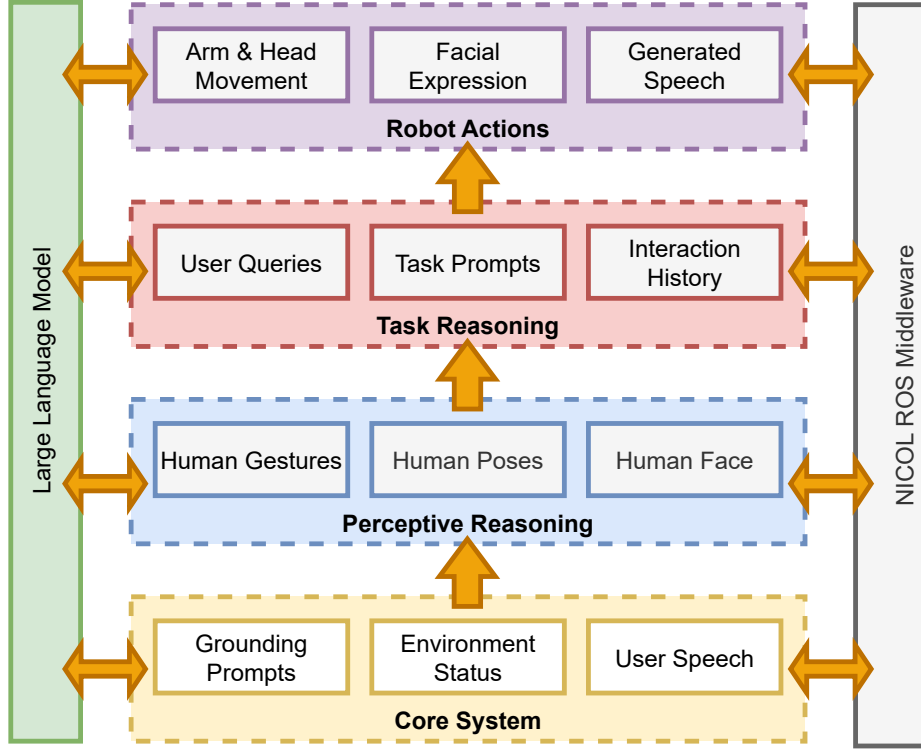 Large Language Model
Arm & Head
Movement
Facial
Expression
Generated
Speech
Robot Actions
User Queries
Task Prompts
Interaction
History
Task Reasoning
Human Gestures
Human Poses
Human Face
Perceptive Reasoning
Grounding
Prompts
Environment
Status
User Speech
Core System
NICOL ROS Middleware